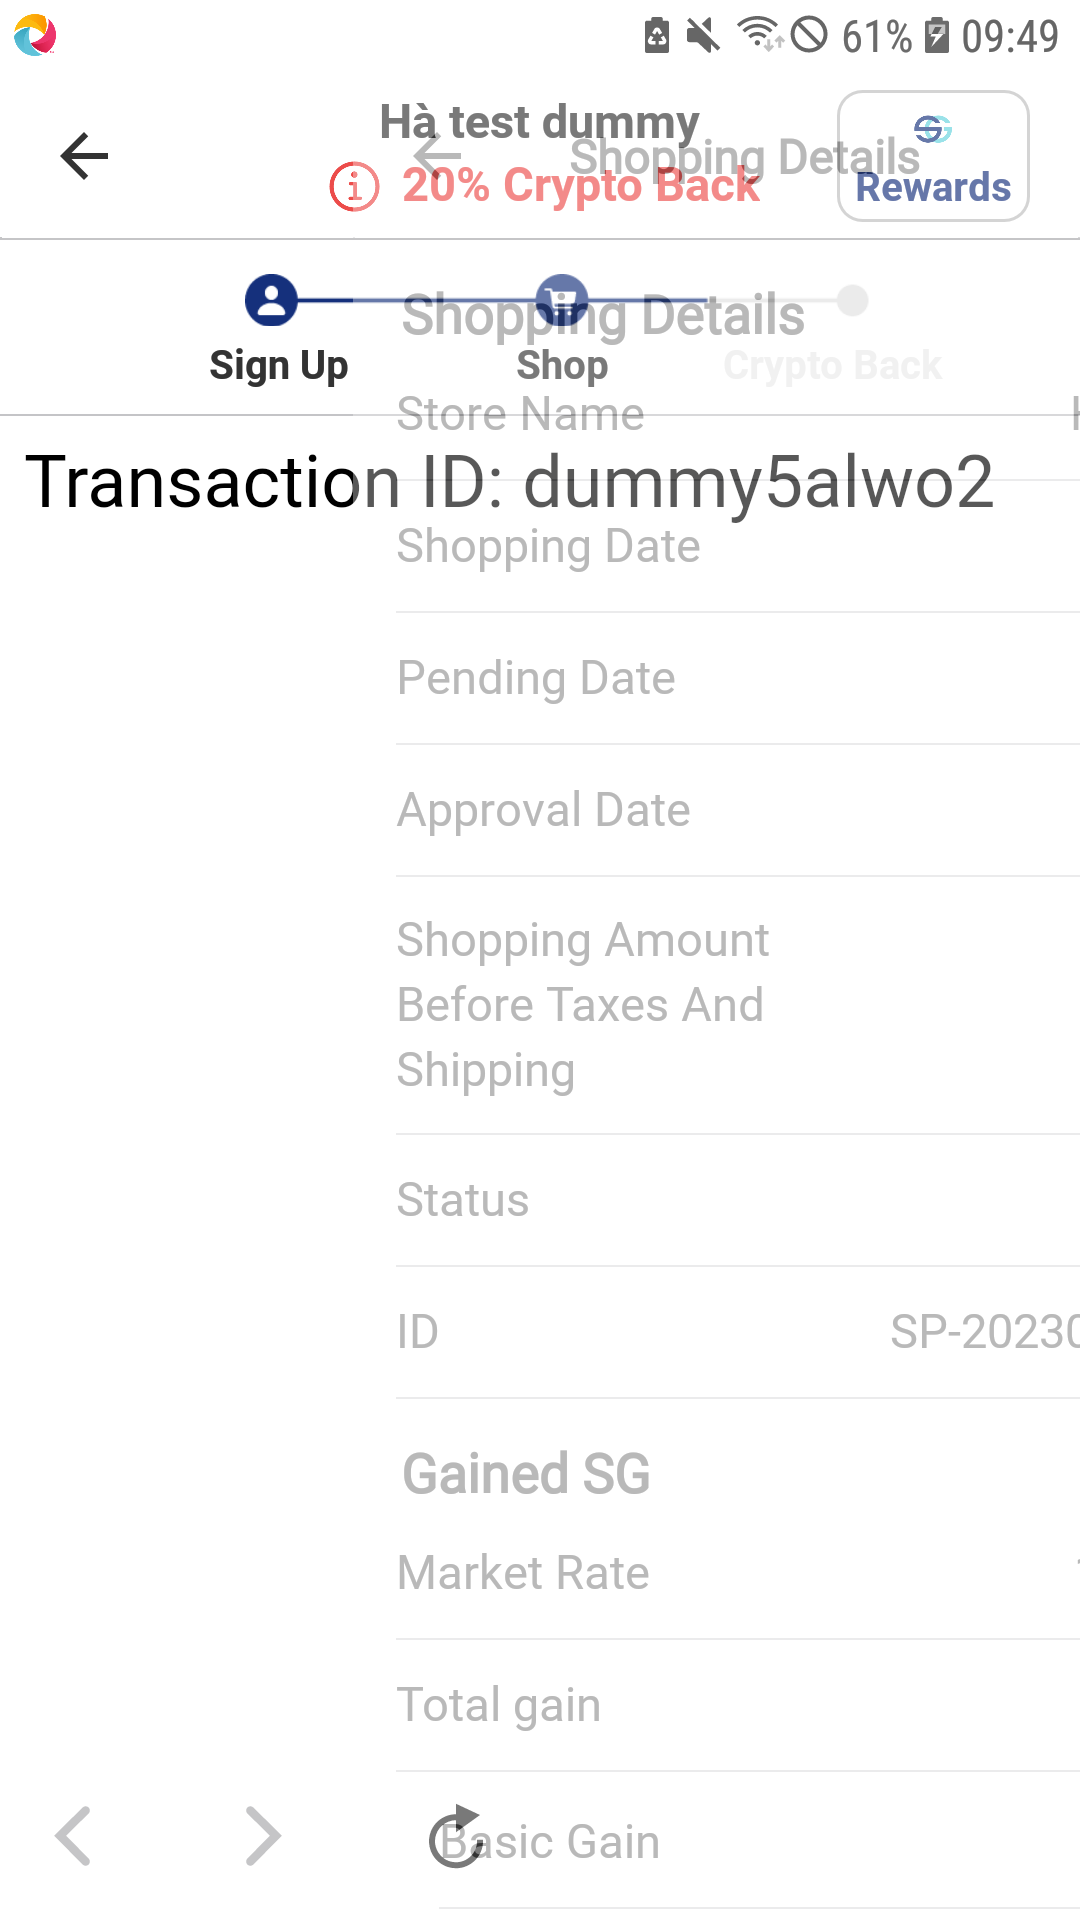 61% 09:49
Hà test dummy
Shopping Details
20% Crypto Back
Rewards
Shopping Details
Sign Up
Shop
Crypto Back
Store Name
Transaction ID: dummy5alwo2
Shopping Date
Pending Date
Approval Date
Shopping Amount
Before Taxes And
Shipping
Status
ID SP-2023
Gained SG
Market Rate
Total gain
Basic Gain